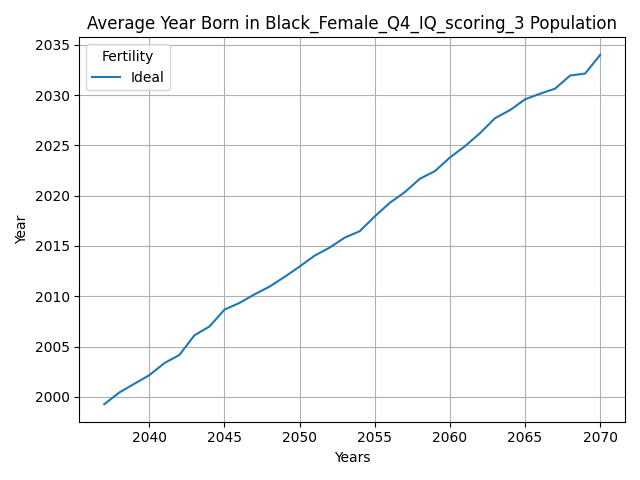 Average Year Born in Black_Female_Q4_IQ_scoring_3 Population
Fertility
Ideal
2035
2030
2025
2020
2015
2010
2005
2000
Year
2040 2045 2050 2055 2060 2065 2070
Years